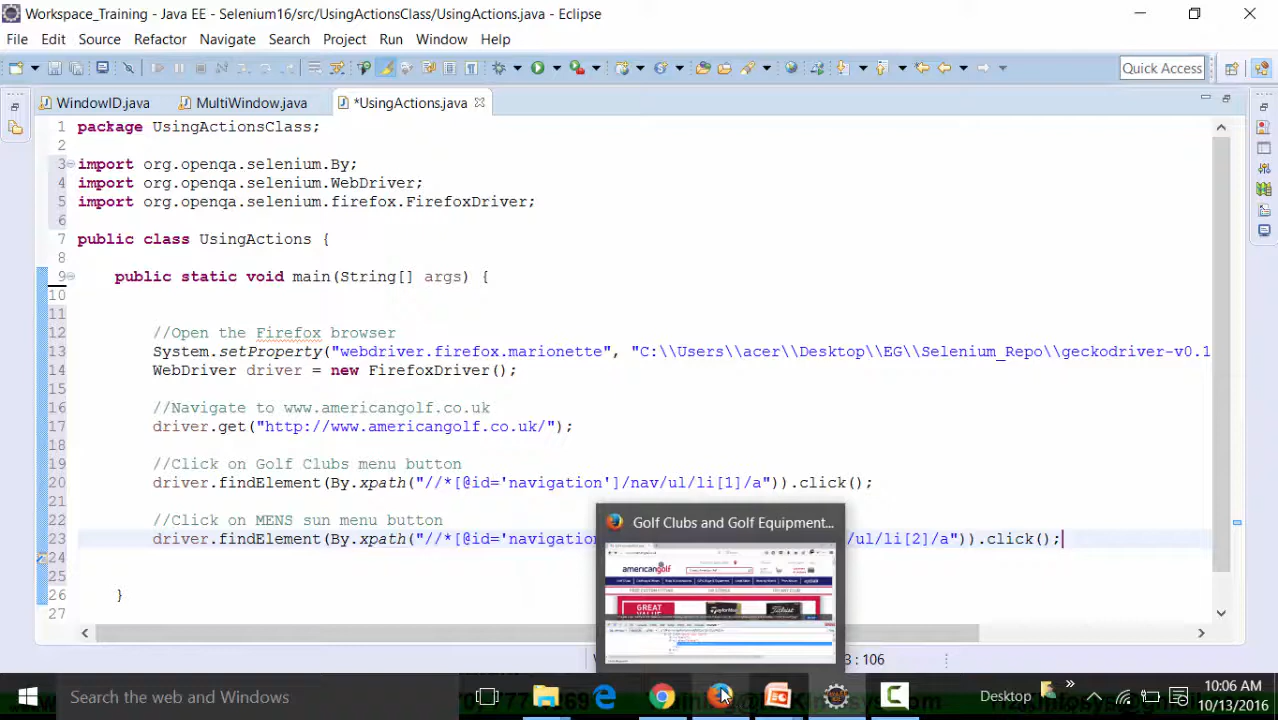 Workspace_Training - Java EE - Selenium16/src/UsingActionsClass/UsingActions.java - Eclipse
File Edit Source Refactor Navigate Search Project Run Window Help
Quick Access
WindowID.java MultiWindow.java *UsingActions.java
1 package UsingActionsClass;
2
3 import org.openqa.selenium.By;
4 import org.openqa.selenium.WebDriver;
5 import org.openqa.selenium.firefox.FirefoxDriver;
6
7 public class UsingActions {
8
9 public static void main(String[] args) {
10
11
12 //Open the Firefox browser
13 System.setProperty("webdriver.firefox.marionette", "C:\\Users\\acer\\Desktop\\EG\\Selenium_Repo\\geckodriver-v0.1
14 WebDriver driver = new FirefoxDriver();
15
16 //Navigate to www.americangolf.co.uk
17 driver.get("http://www.americangolf.co.uk/");
18
19 //Click on Golf Clubs menu button
20 driver.findElement(By.xpath("//*[@id='navigation']/nav/ul/li[1]/a")).click();
21
22 //Click on MENS sun menu button
23 driver.findElement(By.xpath("//*[@id='navigation /ul/li[2]/a")).click();
24
25
26 }
27
Golf Clubs and Golf Equipment...
americangolf
GREAT VALUE
TaylorMade
Titleist
: 106
Search the web and Windows
Desktop
10:06 AM
10/13/2016